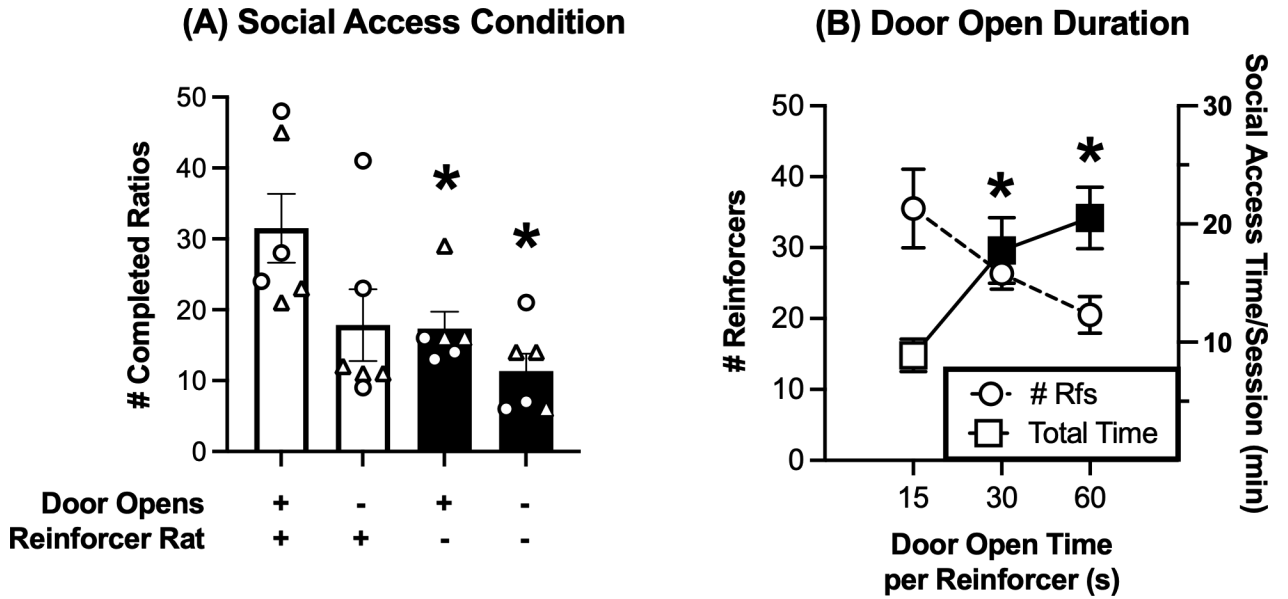 (A) Social Access Condition
# Completed Ratios
50
40
30
20
10
0
*
*
Door Opens + - + -
Reinforcer Rat + + - -
(B) Door Open Duration
# Reinforcers
50
40
30
20
10
0
*
*
# Rfs
Total Time
15 30 60
Door Open Time
per Reinforcer (s)
30
20
10
Social Access Time/Session (min)